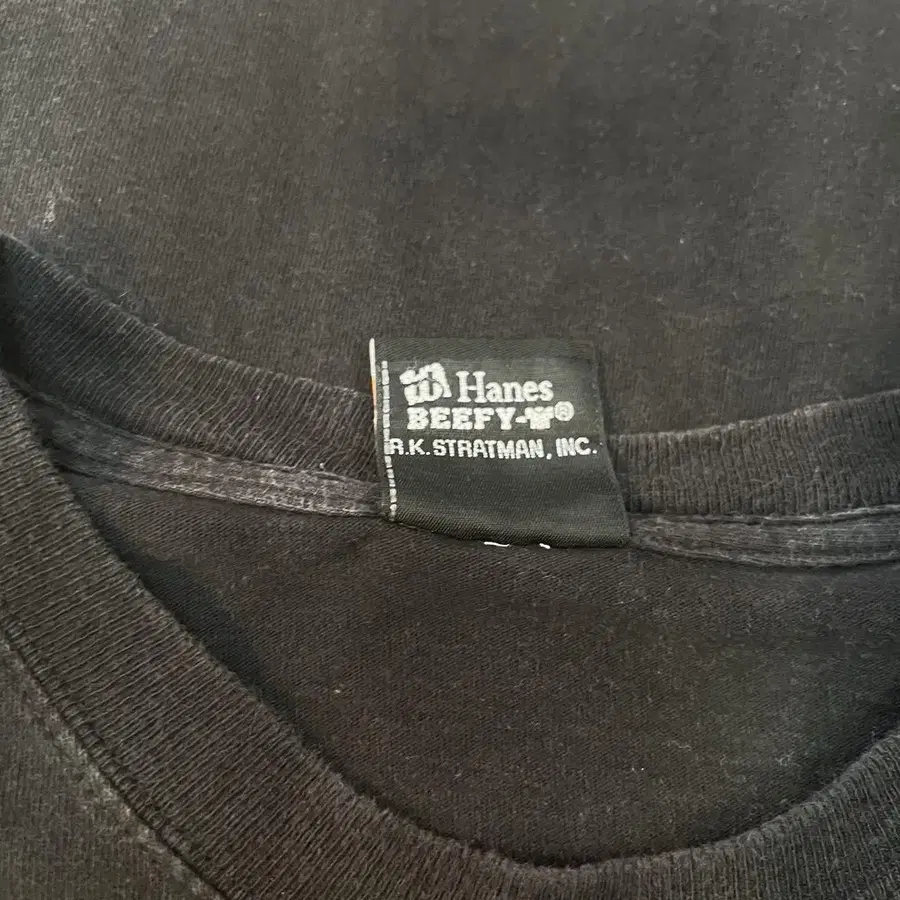 Hanes
BEEFY-T®
R.K. STRATMAN, INC.